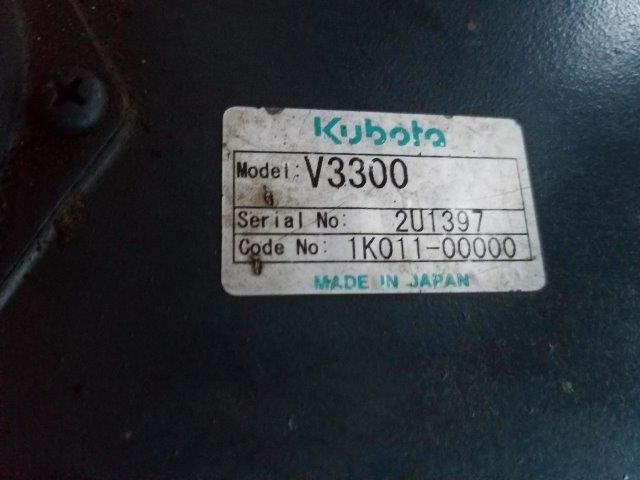 Kubota
Model: V3300
Serial No: 2U1397
Code No: 1K011-00000
MADE IN JAPAN